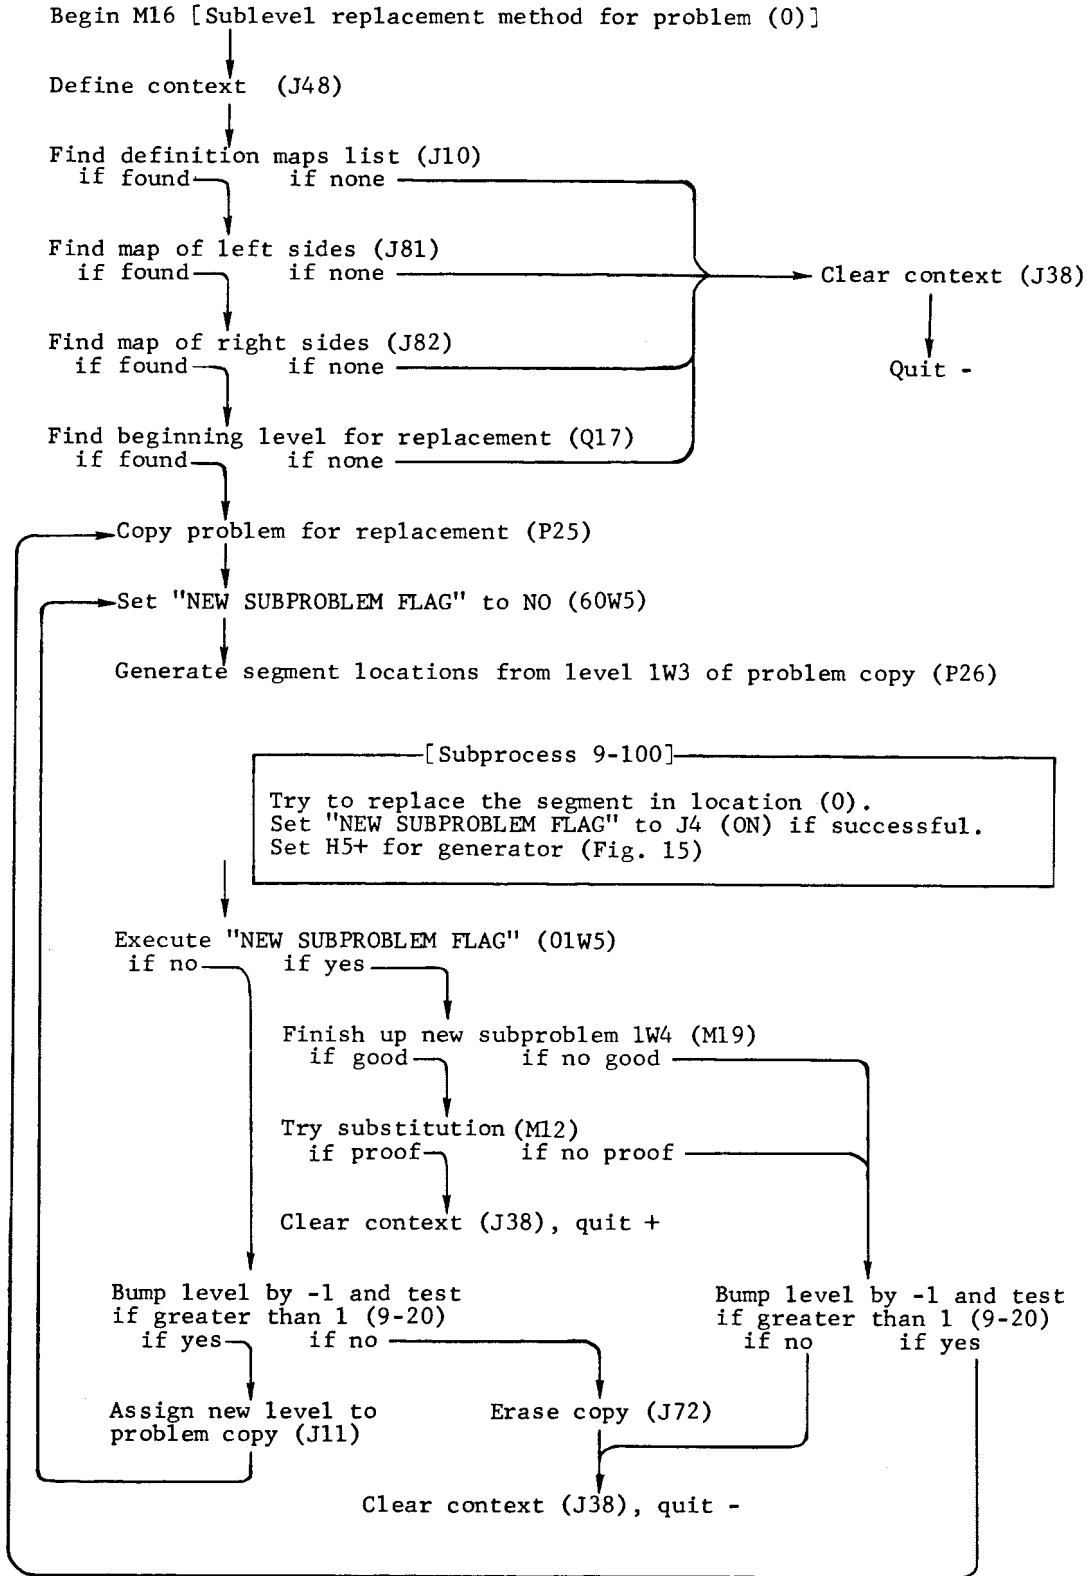 Begin M16 [Sublevel replacement method for problem (0)]
Define context (J48)
Find definition maps list (J10)
if found if none
Find map of left sides (J81)
if found if none
Clear context (J38)
Find map of right sides (J82)
if found if none
Quit -
Find beginning level for replacement (Q17)
if found if none
Copy problem for replacement (P25)
Set "NEW SUBPROBLEM FLAG" to NO (60W5)
Generate segment locations from level 1W3 of problem copy (P26)
[Subprocess 9-100]
Try to replace the segment in location (0).
Set "NEW SUBPROBLEM FLAG" to J4 (ON) if successful.
Set H5+ for generator (Fig. 15)
Execute "NEW SUBPROBLEM FLAG" (01W5)
if no if yes
Finish up new subproblem 1W4 (M19)
if good if no good
Try substitution (M12)
if proof if no proof
Clear context (J38), quit +
Bump level by -1 and test
if greater than 1 (9-20)
if yes if no
Bump level by -1 and test
if greater than 1 (9-20)
if no if yes
Assign new level to
problem copy (J11)
Erase copy (J72)
Clear context (J38), quit -